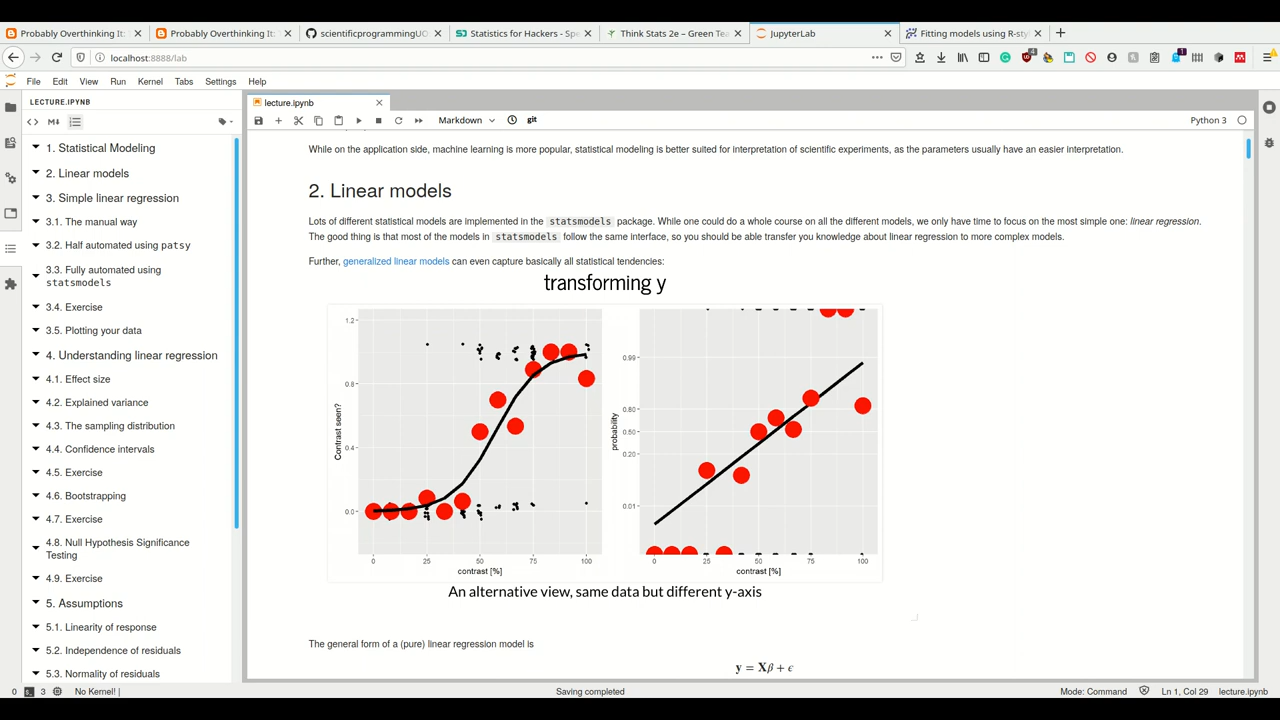 Probably Overthinking It:
Probably Overthinking It:
scientificprogrammingUO
Statistics for Hackers - Spe
Think Stats 2e – Green Tea
JupyterLab
Fitting models using R-sty
localhost:8888/lab
File Edit View Run Kernel Tabs Settings Help
LECTURE.IPYNB
lecture.ipynb
Markdown
git
Python 3
1. Statistical Modeling
2. Linear models
3. Simple linear regression
3.1. The manual way
3.2. Half automated using patsy
3.3. Fully automated using
statsmodels
3.4. Exercise
3.5. Plotting your data
4. Understanding linear regression
4.1. Effect size
4.2. Explained variance
4.3. The sampling distribution
4.4. Confidence intervals
4.5. Exercise
4.6. Bootstrapping
4.7. Exercise
4.8. Null Hypothesis Significance
Testing
4.9. Exercise
5. Assumptions
5.1. Linearity of response
5.2. Independence of residuals
5.3. Normality of residuals
While on the application side, machine learning is more popular, statistical modeling is better suited for interpretation of scientific experiments, as the parameters usually have an easier interpretation.
2. Linear models
Lots of different statistical models are implemented in the statsmodels package. While one could do a whole course on all the different models, we only have time to focus on the most simple one: linear regression.
The good thing is that most of the models in statsmodels follow the same interface, so you should be able transfer you knowledge about linear regression to more complex models.
Further, generalized linear models can even capture basically all statistical tendencies:
transforming y
1.2
0.8
0.4
0.0
Contrast seen?
0 25 50 75 100
contrast [%]
0.99
0.80
0.50
0.20
0.01
probability
0 25 50 75 100
contrast [%]
An alternative view, same data but different y-axis
The general form of a (pure) linear regression model is
y = Xβ + ϵ
0 3 No Kernel! |
Saving completed
Mode: Command Ln 1, Col 29 lecture.ipynb